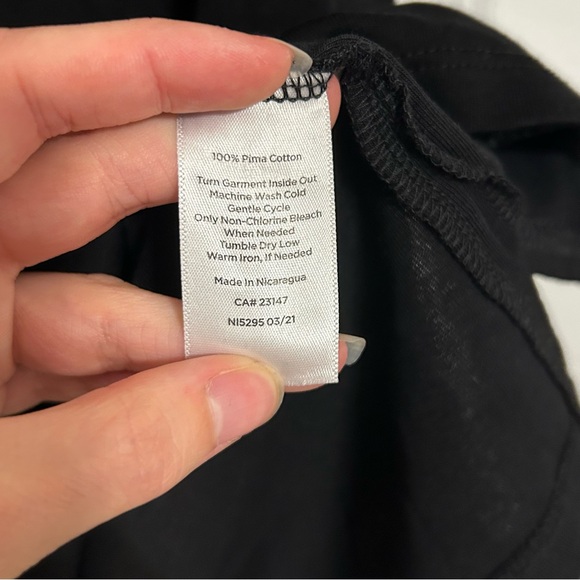 100% Pima Cotton
Turn Garment Inside Out
Machine Wash Cold
Gentle Cycle
Only Non-Chlorine Bleach
When Needed
Tumble Dry Low
Warm Iron, If Needed
Made In Nicaragua
CA# 23147
NI5295 03/21